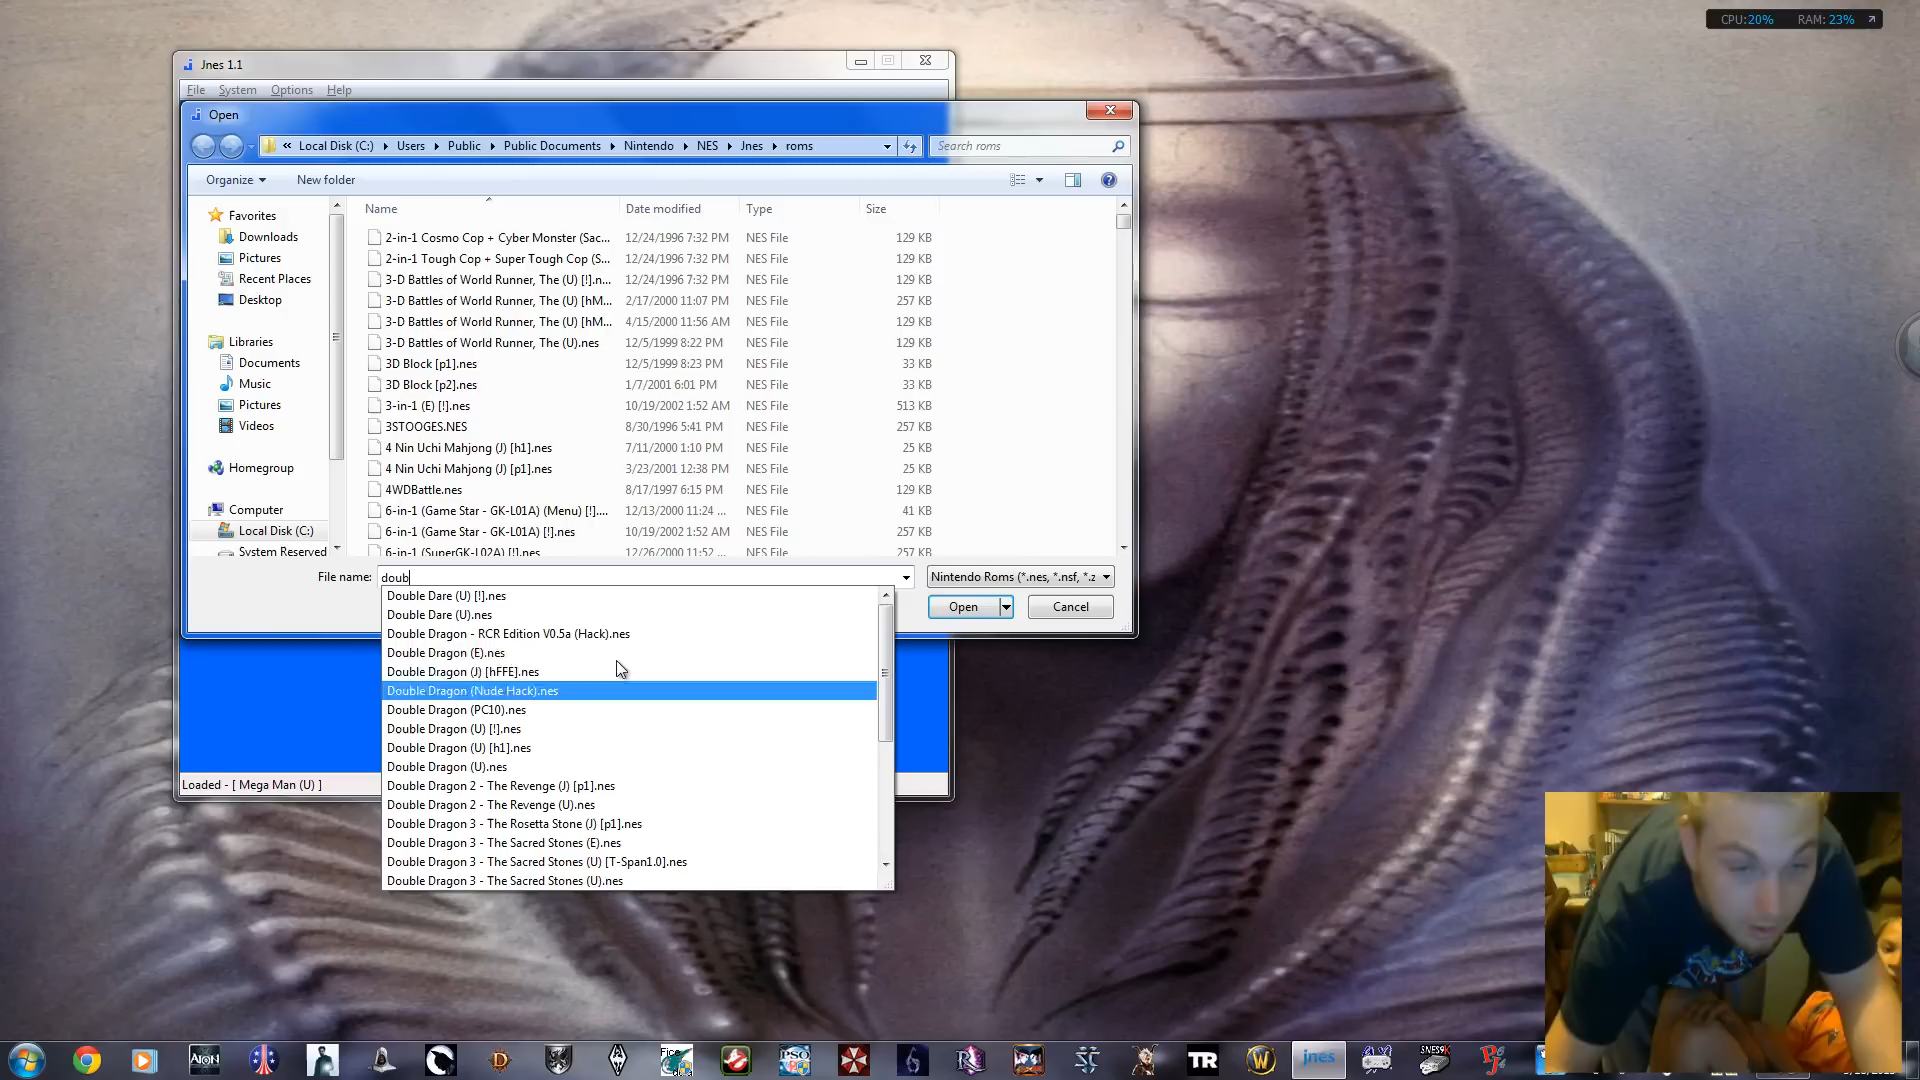 CPU:20% RAM: 23%
Jnes 1.1
File System Options Help
Open
« Local Disk (C:) Users Public Public Documents Nintendo NES Jnes roms
Search roms
Organize New folder
Name Date modified Type Size
Favorites
Downloads
Pictures
Recent Places
Desktop
Libraries
Documents
Music
Pictures
Videos
Homegroup
Computer
Local Disk (C:)
System Reserved
2-in-1 Cosmo Cop + Cyber Monster (Sac... 12/24/1996 7:32 PM NES File 129 KB
2-in-1 Tough Cop + Super Tough Cop (S... 12/24/1996 7:32 PM NES File 129 KB
3-D Battles of World Runner, The (U) [!].n... 12/24/1996 7:32 PM NES File 129 KB
3-D Battles of World Runner, The (U) [hM... 2/17/2000 11:07 PM NES File 257 KB
3-D Battles of World Runner, The (U) [hM... 4/15/2000 11:56 AM NES File 129 KB
3-D Battles of World Runner, The (U).nes 12/5/1999 8:22 PM NES File 129 KB
3D Block [p1].nes 12/5/1999 8:23 PM NES File 33 KB
3D Block [p2].nes 1/7/2001 6:01 PM NES File 33 KB
3-in-1 (E) [!].nes 10/19/2002 1:52 AM NES File 513 KB
3STOOGES.NES 8/30/1996 5:41 PM NES File 257 KB
4 Nin Uchi Mahjong (J) [h1].nes 7/11/2000 1:10 PM NES File 25 KB
4 Nin Uchi Mahjong (J) [p1].nes 3/23/2001 12:38 PM NES File 25 KB
4WDBattle.nes 8/17/1997 6:15 PM NES File 129 KB
6-in-1 (Game Star - GK-L01A) (Menu) [!].... 12/13/2000 11:24 ... NES File 41 KB
6-in-1 (Game Star - GK-L01A) [!].nes 10/19/2002 1:52 AM NES File 257 KB
6-in-1 (SuperGK-L02A) [!].nes 12/26/2000 11:52 ... NES File 257 KB
File name: doub
Nintendo Roms (*.nes, *.nsf, *.z
Open Cancel
Double Dare (U) [!].nes
Double Dare (U).nes
Double Dragon - RCR Edition V0.5a (Hack).nes
Double Dragon (E).nes
Double Dragon (J) [hFFE].nes
Double Dragon (Nude Hack).nes
Double Dragon (PC10).nes
Double Dragon (U) [!].nes
Double Dragon (U) [h1].nes
Double Dragon (U).nes
Double Dragon 2 - The Revenge (J) [p1].nes
Double Dragon 2 - The Revenge (U).nes
Double Dragon 3 - The Rosetta Stone (J) [p1].nes
Double Dragon 3 - The Sacred Stones (E).nes
Double Dragon 3 - The Sacred Stones (U) [T-Span1.0].nes
Double Dragon 3 - The Sacred Stones (U).nes
Loaded - [ Mega Man (U) ]
AION PSO TR W jnes SNES9X